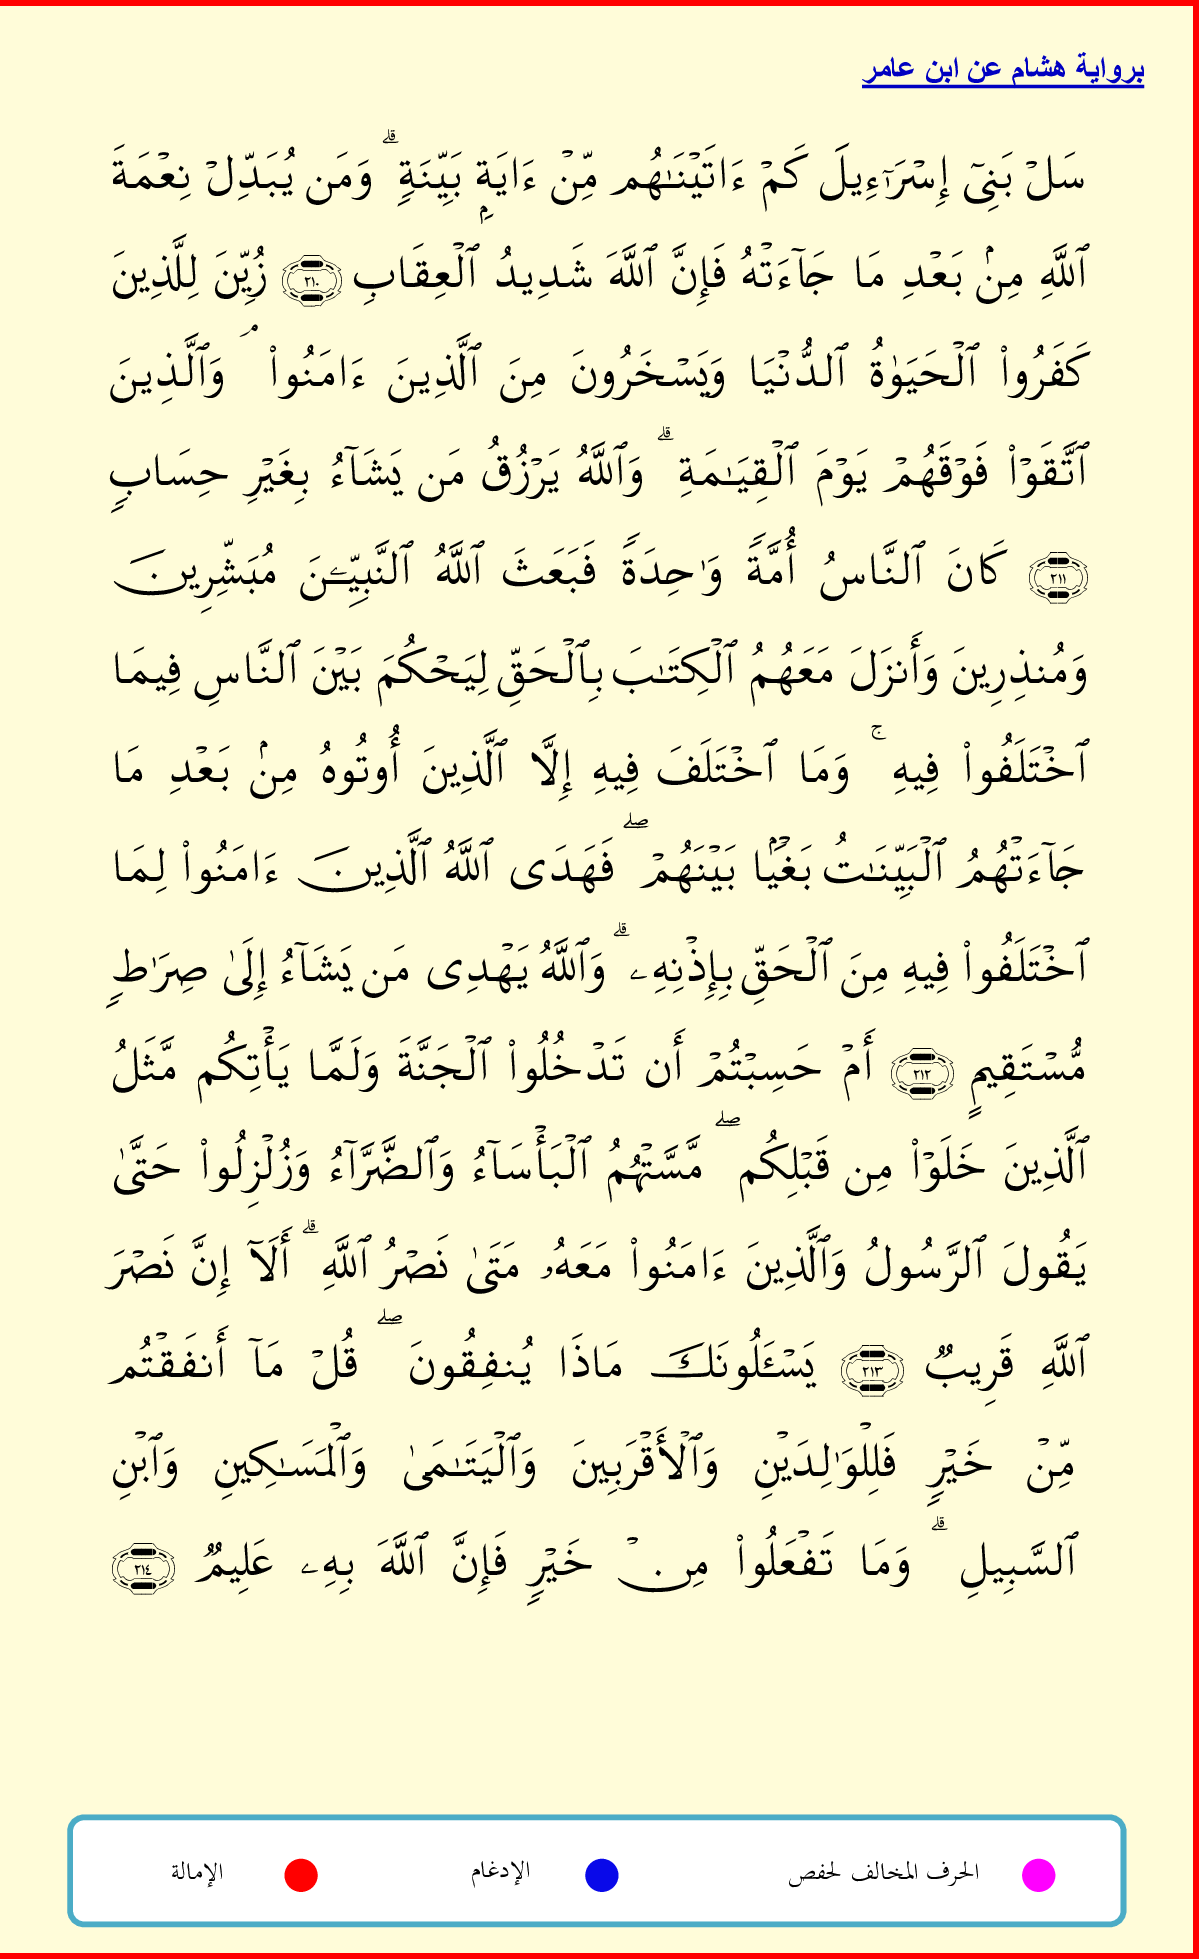 برواية هشام عن ابن عامر
سَلْ بَنِىٓ إِسْرَٰٓءِيلَ كَمْ ءَاتَيْنَـٰهُم مِّنْ ءَايَةٍۭ بَيِّنَةٍ ۗ وَمَن يُبَدِّلْ نِعْمَةَ
ٱللَّهِ مِنۢ بَعْدِ مَا جَآءَتْهُ فَإِنَّ ٱللَّهَ شَدِيدُ ٱلْعِقَابِ ٢١٠ زُيِّنَ لِلَّذِينَ
كَفَرُوا۟ ٱلْحَيَوٰةُ ٱلدُّنْيَا وَيَسْخَرُونَ مِنَ ٱلَّذِينَ ءَامَنُوا۟ ۘ وَٱلَّذِينَ
ٱتَّقَوْا۟ فَوْقَهُمْ يَوْمَ ٱلْقِيَـٰمَةِ ۗ وَٱللَّهُ يَرْزُقُ مَن يَشَآءُ بِغَيْرِ حِسَابٍ
٢١١ كَانَ ٱلنَّاسُ أُمَّةً وَٰحِدَةً فَبَعَثَ ٱللَّهُ ٱلنَّبِيِّـۧنَ مُبَشِّرِينَ
وَمُنذِرِينَ وَأَنزَلَ مَعَهُمُ ٱلْكِتَـٰبَ بِٱلْحَقِّ لِيَحْكُمَ بَيْنَ ٱلنَّاسِ فِيمَا
ٱخْتَلَفُوا۟ فِيهِ ۚ وَمَا ٱخْتَلَفَ فِيهِ إِلَّا ٱلَّذِينَ أُوتُوهُ مِنۢ بَعْدِ مَا
جَآءَتْهُمُ ٱلْبَيِّنَـٰتُ بَغْيًۢا بَيْنَهُمْ ۖ فَهَدَى ٱللَّهُ ٱلَّذِينَ ءَامَنُوا۟ لِمَا
ٱخْتَلَفُوا۟ فِيهِ مِنَ ٱلْحَقِّ بِإِذْنِهِۦ ۗ وَٱللَّهُ يَهْدِى مَن يَشَآءُ إِلَىٰ صِرَٰطٍ
مُّسْتَقِيمٍ ٢١٢ أَمْ حَسِبْتُمْ أَن تَدْخُلُوا۟ ٱلْجَنَّةَ وَلَمَّا يَأْتِكُم مَّثَلُ
ٱلَّذِينَ خَلَوْا۟ مِن قَبْلِكُم ۖ مَّسَّتْهُمُ ٱلْبَأْسَآءُ وَٱلضَّرَّآءُ وَزُلْزِلُوا۟ حَتَّىٰ
يَقُولَ ٱلرَّسُولُ وَٱلَّذِينَ ءَامَنُوا۟ مَعَهُۥ مَتَىٰ نَصْرُ ٱللَّهِ ۗ أَلَآ إِنَّ نَصْرَ
ٱللَّهِ قَرِيبٌ ٢١٣ يَسْـَٔلُونَكَ مَاذَا يُنفِقُونَ ۖ قُلْ مَآ أَنفَقْتُم
مِّنْ خَيْرٍ فَلِلْوَٰلِدَيْنِ وَٱلْأَقْرَبِينَ وَٱلْيَتَـٰمَىٰ وَٱلْمَسَـٰكِينِ وَٱبْنِ
ٱلسَّبِيلِ ۗ وَمَا تَفْعَلُوا۟ مِنْ خَيْرٍ فَإِنَّ ٱللَّهَ بِهِۦ عَلِيمٌ ٢١٤
الحرف المخالف لحفص الإدغام الإمالة